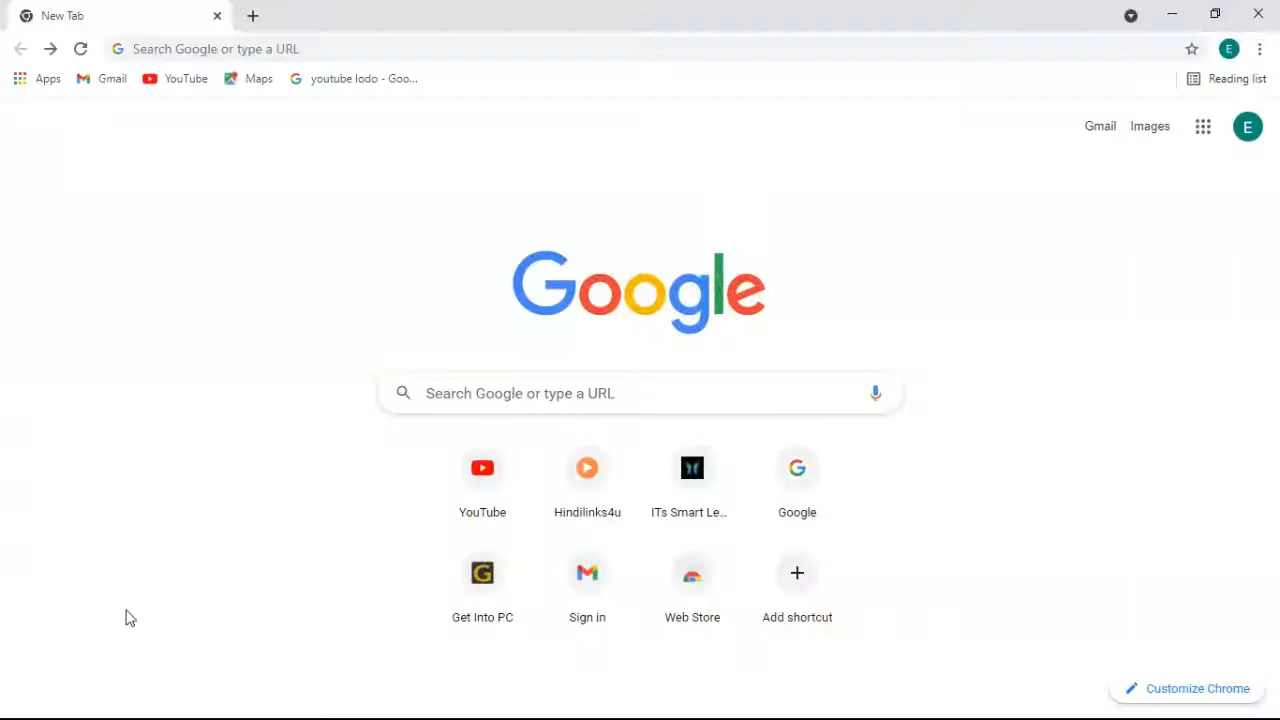 New Tab
Search Google or type a URL
E
Apps Gmail YouTube Maps youtube lodo - Goo... Reading list
Gmail Images E
Google
Search Google or type a URL
YouTube Hindilinks4u ITs Smart Le... Google
G
Get Into PC Sign in Web Store Add shortcut
Customize Chrome